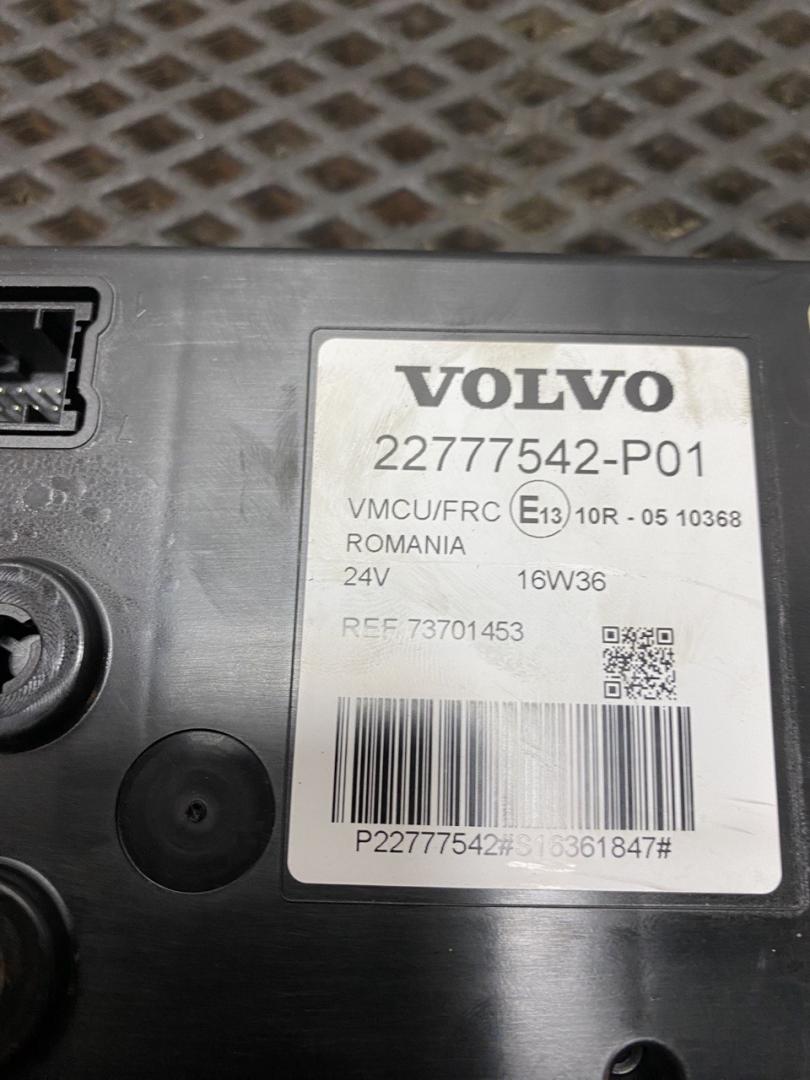 VOLVO
22777542-P01
VMCU/FRC E13 10R - 05 10368
ROMANIA
24V 16W36
REF 73701453
P22777542#S16361847#